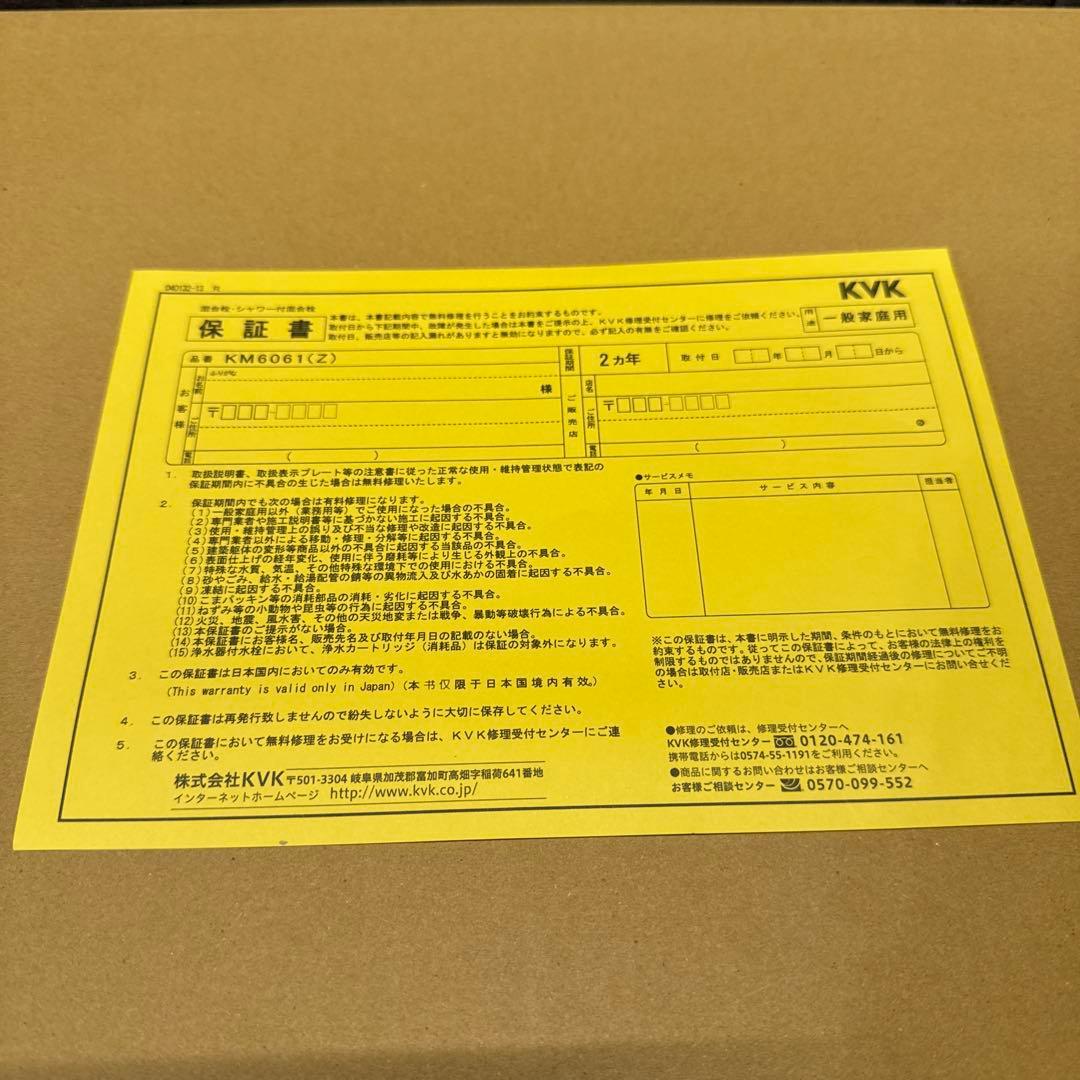 KVK
混合栓・シャワー付混合栓
保証書
本書は、本書記載内容で無料修理を行うことをお約束するものです。
取付日から下記期間中、故障が発生した場合は本書をご提示の上、KVK修理受付センターに修理をご依頼ください。
取付日、販売店等の記入漏れがありますと無効になりますので、必ず記入の有無をご確認ください。
用途 一般家庭用
品番 KM6061(Z)
保証期間 2ヵ年 取付日 年 月 日から
お客様
お名前 ふりがな
様
ご住所 〒□□□-□□□□
電話 ( )
ご販売店
店名
ご住所 〒□□□-□□□□
㊞
電話 ( )
1. 取扱説明書、取扱表示プレート等の注意書に従った正常な使用・維持管理状態で表記の
保証期間内に不具合の生じた場合は無料修理いたします。
2. 保証期間内でも次の場合は有料修理になります。
(1)一般家庭用以外(業務用等)でご使用になった場合の不具合。
(2)専門業者や施工説明書等に基づかない施工に起因する不具合。
(3)使用・維持管理上の誤り及び不当な修理や改造に起因する不具合。
(4)専門業者以外による移動・修理・分解等に起因する不具合。
(5)建築躯体の変形等商品以外の不具合に起因する当該品の不具合。
(6)表面仕上げの経年変化、使用に伴う磨耗等により生じる外観上の不具合。
(7)特殊な水質、気温、その他特殊な環境下での使用における不具合。
(8)砂やごみ、給水・給湯配管の錆等の異物流入及び水あかの固着に起因する不具合。
(9)凍結に起因する不具合。
(10)こまパッキン等の消耗部品の消耗・劣化に起因する不具合。
(11)ねずみ等の小動物や昆虫等の行為に起因する不具合。
(12)火災、地震、風水害、その他の天災地変または戦争、暴動等破壊行為による不具合。
(13)本保証書のご提示がない場合。
(14)本保証書にお客様名、販売先名及び取付年月日の記載のない場合。
(15)浄水器付水栓において、浄水カートリッジ(消耗品)は保証の対象外になります。
3. この保証書は日本国内においてのみ有効です。
(This warranty is valid only in Japan)(本书仅限于日本国境内有效。)
4. この保証書は再発行致しませんので紛失しないように大切に保存してください。
5. この保証書において無料修理をお受けになる場合は、KVK修理受付センターにご連
絡ください。
株式会社KVK 〒501-3304 岐阜県加茂郡富加町高畑字稲荷641番地
インターネットホームページ http://www.kvk.co.jp/
●サービスメモ
年月日 サービス内容 担当者
※この保証書は、本書に明示した期間、条件のもとにおいて無料修理をお
約束するものです。従ってこの保証書によって、お客様の法律上の権利を
制限するものではありませんので、保証期間経過後の修理についてご不明
の場合は取付店・販売店またはKVK修理受付センターにお問い合せくだ
さい。
●修理のご依頼は、修理受付センターへ
KVK修理受付センター 0120-474-161
携帯電話からは0574-55-1191をご利用ください。
●商品に関するお問い合わせはお客様ご相談センターへ
お客様ご相談センター 0570-099-552